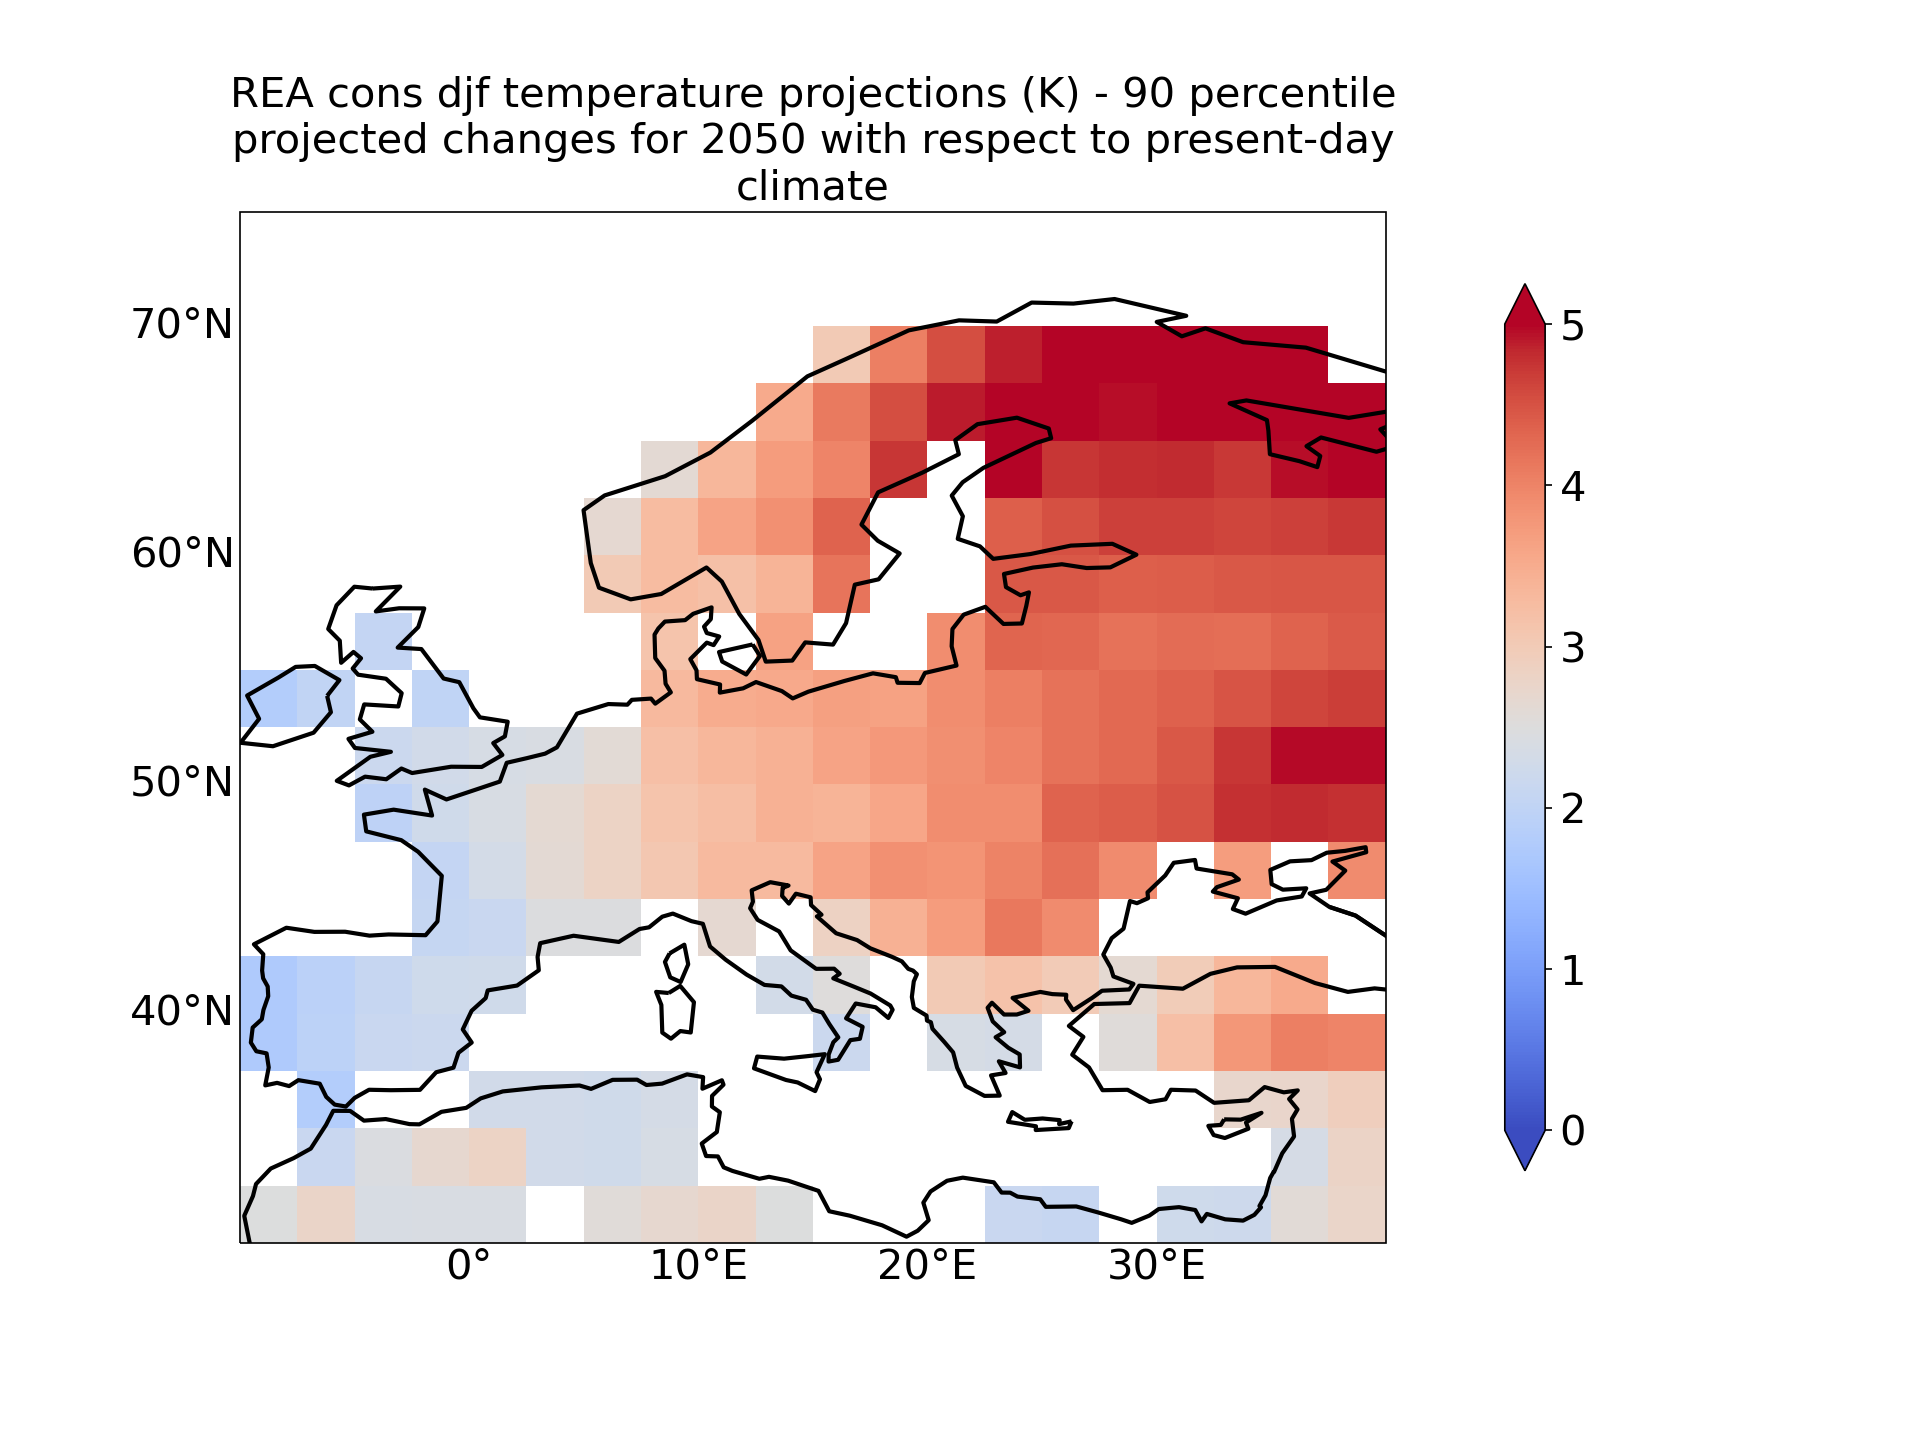 REA cons djf temperature projections (K) - 90 percentile
projected changes for 2050 with respect to present-day
climate
70°N
60°N
50°N
40°N
0°
10°E
20°E
30°E
5
4
3
2
1
0